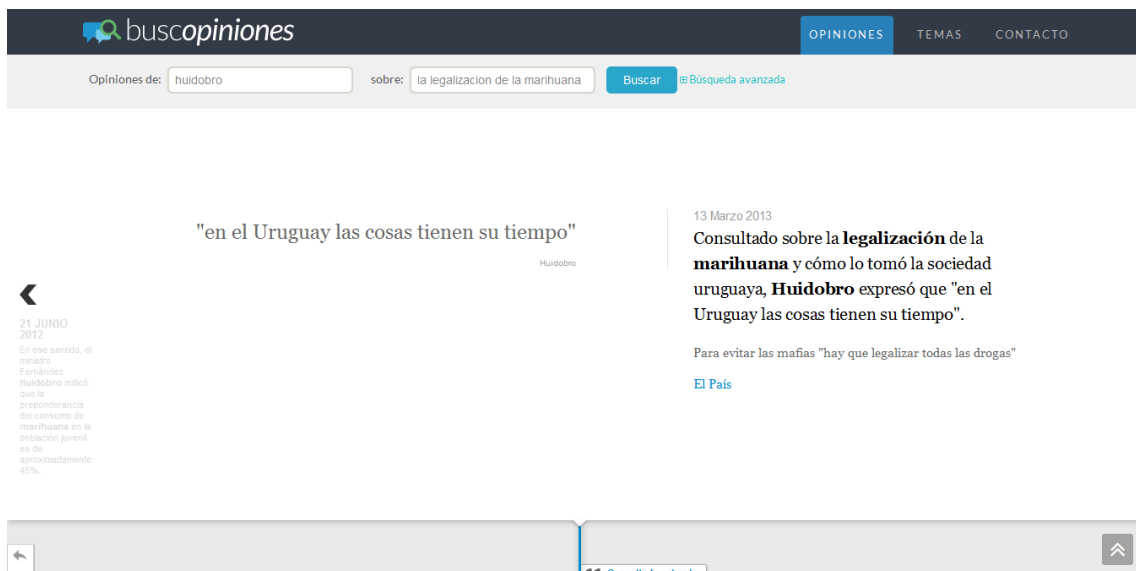 buscopiniones
OPINIONES TEMAS CONTACTO
Opiniones de: huidobro sobre: la legalizacion de la marihuana Buscar Búsqueda avanzada
"en el Uruguay las cosas tienen su tiempo"
Huidobro
13 Marzo 2013
Consultado sobre la legalización de la
marihuana y cómo lo tomó la sociedad
uruguaya, Huidobro expresó que "en el
Uruguay las cosas tienen su tiempo".
Para evitar las mafias "hay que legalizar todas las drogas"
El País
21 JUNIO
2012
En ese sentido, el
ministro
Fernández
Huidobro indicó
que la
preponderancia
del consumo de
marihuana en la
población juvenil
es de
aproximadamente
45%.